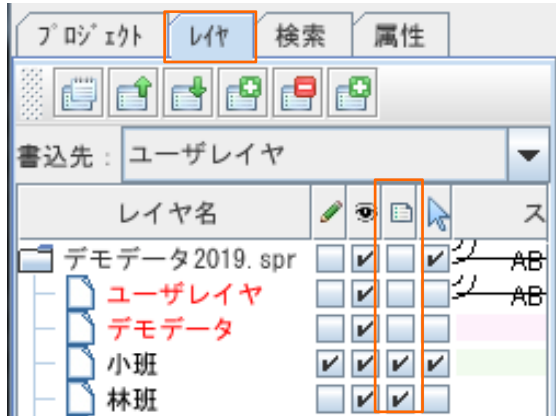 ﾌﾟﾛｼﾞｪｸﾄ ﾚｲﾔ 検索 属性
書込先: ユーザレイヤ
レイヤ名 ス
デモデータ2019.spr AB
ユーザレイヤ AB
デモデータ
小班
林班